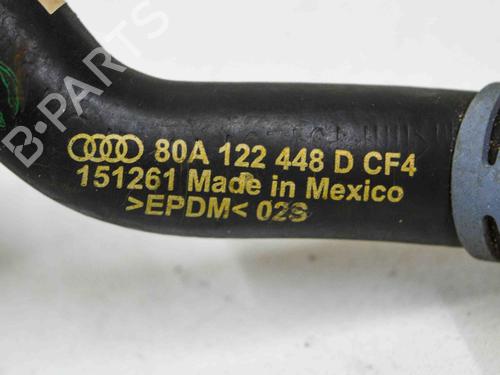 80A 122 448 D CF4
151261 Made in Mexico
>EPDM< 02S
B-PARTS